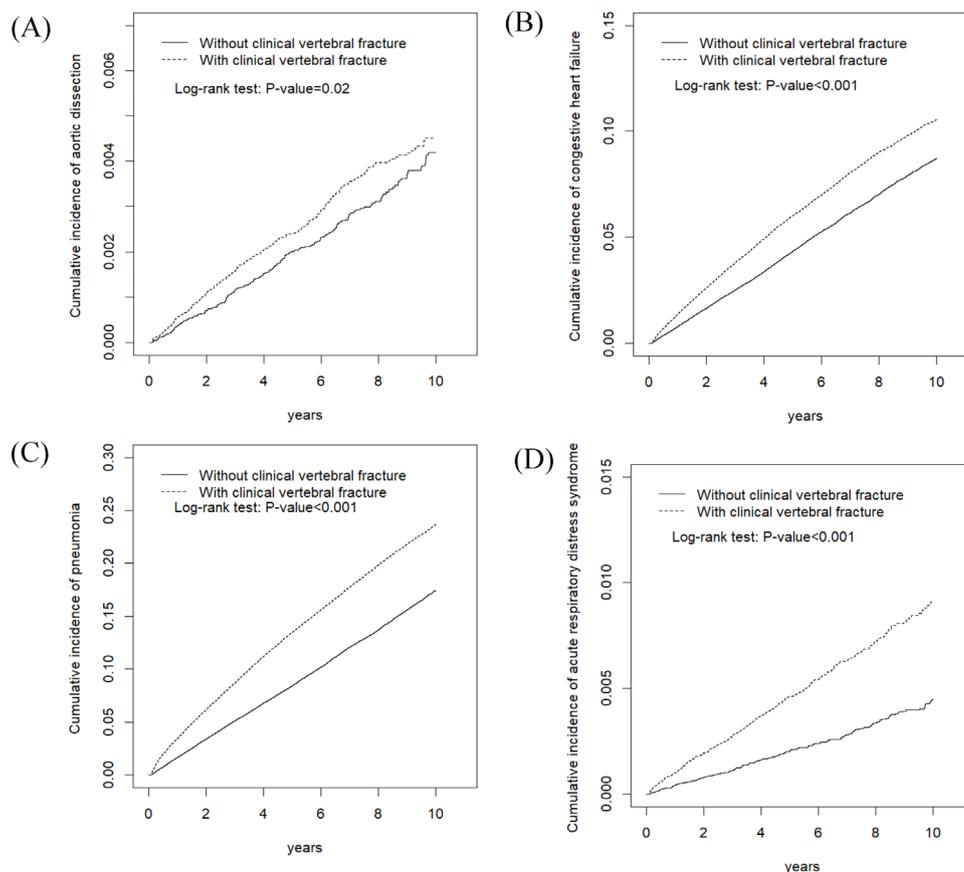 (A)
Cumulative incidence of aortic dissection
0.000
0.002
0.004
0.006
Without clinical vertebral fracture
With clinical vertebral fracture
Log-rank test: P-value=0.02
0 2 4 6 8 10
years
(B)
Cumulative incidence of congestive heart failure
0.00
0.05
0.10
0.15
Without clinical vertebral fracture
With clinical vertebral fracture
Log-rank test: P-value<0.001
0 2 4 6 8 10
years
(C)
Cumulative incidence of pneumonia
0.00
0.05
0.10
0.15
0.20
0.25
0.30
Without clinical vertebral fracture
With clinical vertebral fracture
Log-rank test: P-value<0.001
0 2 4 6 8 10
years
(D)
Cumulative incidence of acute respiratory distress syndrome
0.000
0.005
0.010
0.015
Without clinical vertebral fracture
With clinical vertebral fracture
Log-rank test: P-value<0.001
0 2 4 6 8 10
years